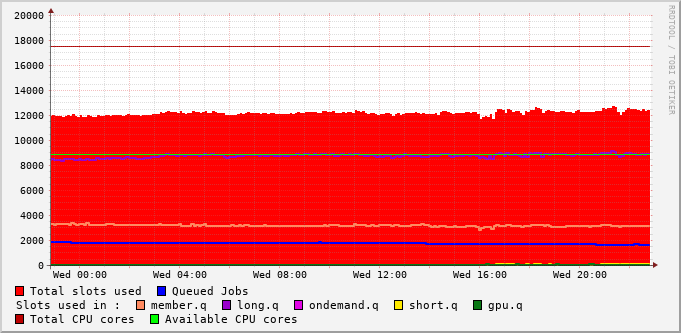 RRDTOOL / TOBI OETIKER
20000
18000
16000
14000
12000
10000
8000
6000
4000
2000
0
Wed 00:00 Wed 04:00 Wed 08:00 Wed 12:00 Wed 16:00 Wed 20:00
Total slots used Queued Jobs
Slots used in : member.q long.q ondemand.q short.q gpu.q
Total CPU cores Available CPU cores